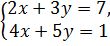 2x + 3y = 7,
4x + 5y = 1